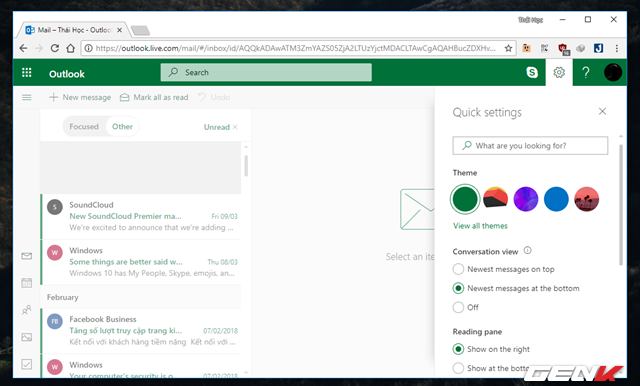 Thái Học
Mail – Thái Học - Outloo
https://outlook.live.com/mail/#/inbox/id/AQQkADAwATM3ZmYAZS05ZjA2LTUzYjctMDACLTAwCgAQAHBucZDXHv...
Outlook
Search
New message
Mark all as read
Undo
Focused
Other
Unread
S
SoundCloud
New SoundCloud Premier ma...
Fri 09/03
We're excited to announce that we're adding ...
W
Windows
Some things are better said w...
Thu 08/03
Windows 10 has My People, Skype, emojis, an...
February
FB
Facebook Business
Tăng số lượt truy cập trang ki...
07/02/2018
Kết nối với khách hàng tiềm năng  Kết nối
W
Windows
Your computer's security is o
07/02/2018
Select an ite
Quick settings
What are you looking for?
Theme
View all themes
Conversation view
Newest messages on top
Newest messages at the bottom
Off
Reading pane
Show on the right
Show at the bottom
GENK